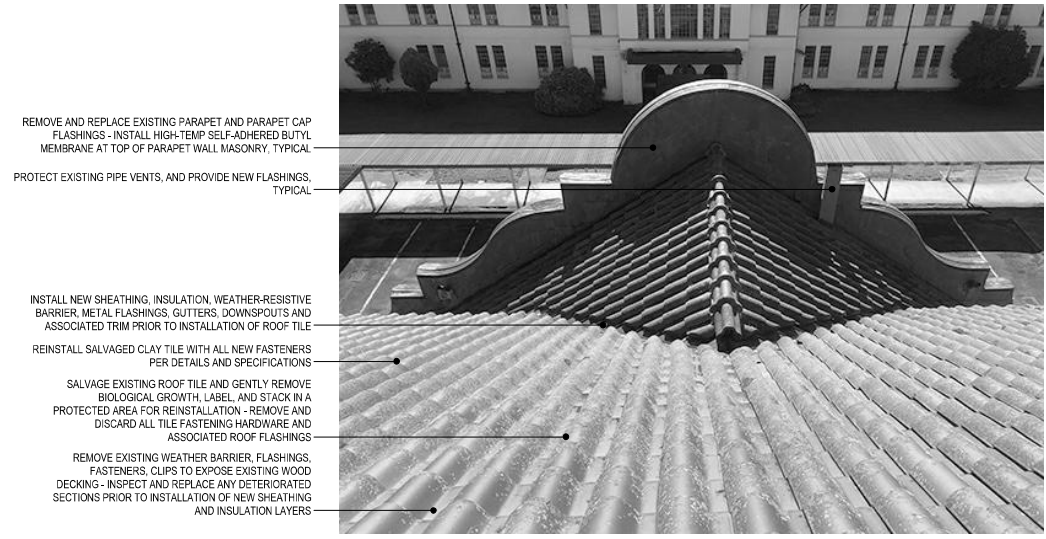 REMOVE AND REPLACE EXISTING PARAPET AND PARAPET CAP
FLASHINGS - INSTALL HIGH-TEMP SELF-ADHERED BUTYL
MEMBRANE AT TOP OF PARAPET WALL MASONRY, TYPICAL
PROTECT EXISTING PIPE VENTS, AND PROVIDE NEW FLASHINGS,
TYPICAL
INSTALL NEW SHEATHING, INSULATION, WEATHER-RESISTIVE
BARRIER, METAL FLASHINGS, GUTTERS, DOWNSPOUTS AND
ASSOCIATED TRIM PRIOR TO INSTALLATION OF ROOF TILE
REINSTALL SALVAGED CLAY TILE WITH ALL NEW FASTENERS
PER DETAILS AND SPECIFICATIONS
SALVAGE EXISTING ROOF TILE AND GENTLY REMOVE
BIOLOGICAL GROWTH, LABEL, AND STACK IN A
PROTECTED AREA FOR REINSTALLATION - REMOVE AND
DISCARD ALL TILE FASTENING HARDWARE AND
ASSOCIATED ROOF FLASHINGS
REMOVE EXISTING WEATHER BARRIER, FLASHINGS,
FASTENERS, CLIPS TO EXPOSE EXISTING WOOD
DECKING - INSPECT AND REPLACE ANY DETERIORATED
SECTIONS PRIOR TO INSTALLATION OF NEW SHEATHING
AND INSULATION LAYERS